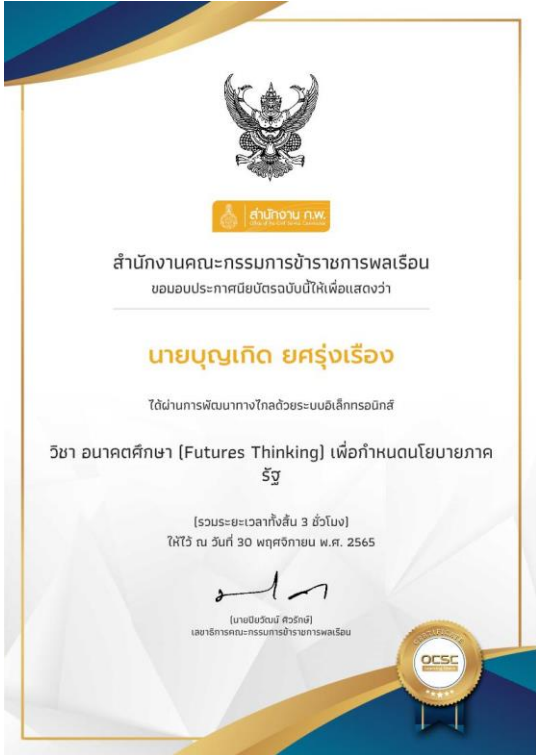 สำนักงาน ก.พ.
สำนักงานคณะกรรมการข้าราชการพลเรือน
ขอมอบประกาศนียบัตรฉบับนี้ให้เพื่อแสดงว่า
นายบุญเกิด ยศรุ่งเรือง
ได้ผ่านการพัฒนาทางไกลด้วยระบบอิเล็กทรอนิกส์
วิชา อนาคตศึกษา (Futures Thinking) เพื่อกำหนดนโยบายภาค
รัฐ
(รวมระยะเวลาทั้งสิ้น 3 ชั่วโมง)
ให้ไว้ ณ วันที่ 30 พฤศจิกายน พ.ศ. 2565
(นายปิยวัฒน์ ศิวรักษ์)
เลขาธิการคณะกรรมการข้าราชการพลเรือน
OCSC